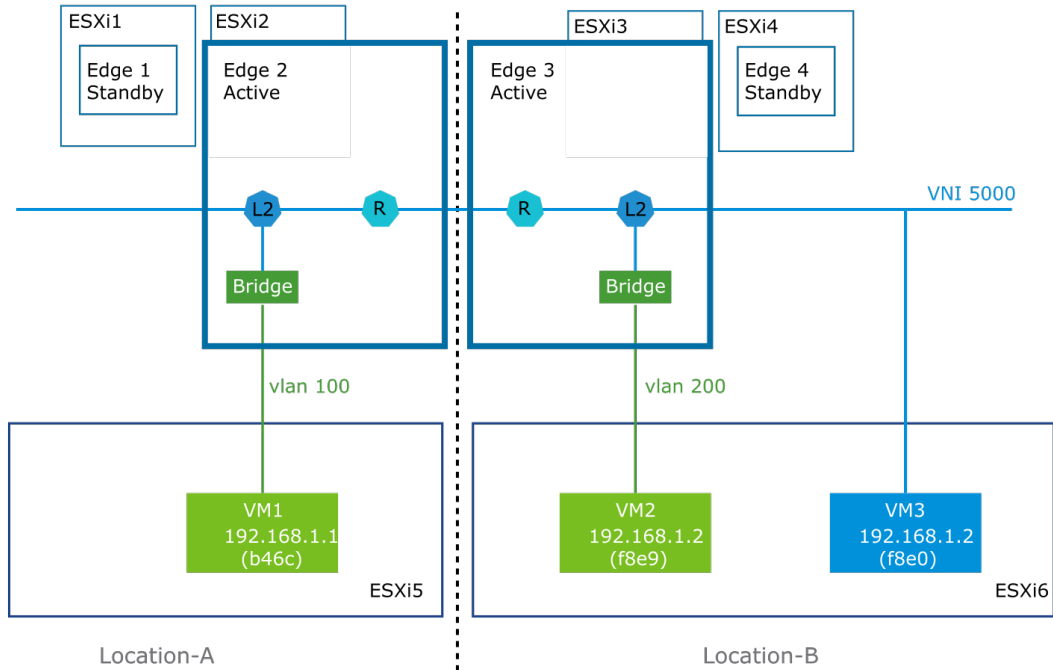 ESXi1
ESXi2
ESXi3
ESXi4
Edge 1
Standby
Edge 2
Active
Edge 3
Active
Edge 4
Standby
VNI 5000
L2
R
R
L2
Bridge
Bridge
vlan 100
vlan 200
VM1
192.168.1.1
(b46c)
VM2
192.168.1.2
(f8e9)
VM3
192.168.1.2
(f8e0)
ESXi5
ESXi6
Location-A
Location-B